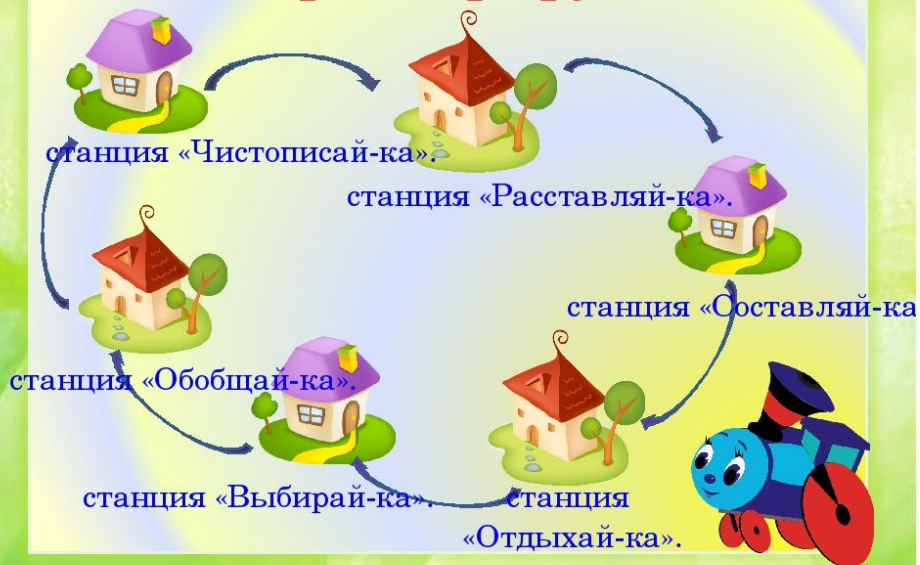 станция «Чистописай-ка».
станция «Расставляй-ка».
станция «Составляй-ка
станция «Обобщай-ка».
станция «Выбирай-ка».
станция
«Отдыхай-ка».